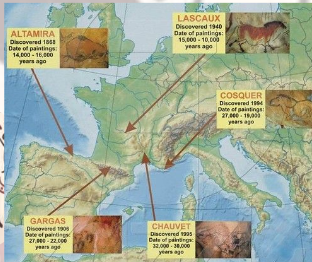 ALTAMIRA
Discovered 1868
Date of paintings:
14,000 - 16,000
years ago
LASCAUX
Discovered 1940
Date of paintings:
15,000 - 10,000
years ago
COSQUER
Discovered 1994
Date of paintings:
27,000 - 19,000
years ago
GARGAS
Discovered 1906
Date of paintings:
27,000 - 22,000
years ago
CHAUVET
Discovered 1995
Date of paintings:
32,000 - 30,000
years ago